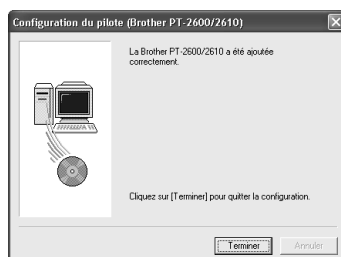 Configuration du pilote (Brother PT-2600/2610)
La Brother PT-2600/2610 a été ajoutée
correctement.
Cliquez sur [Terminer] pour quitter la configuration.
Terminer
Annuler